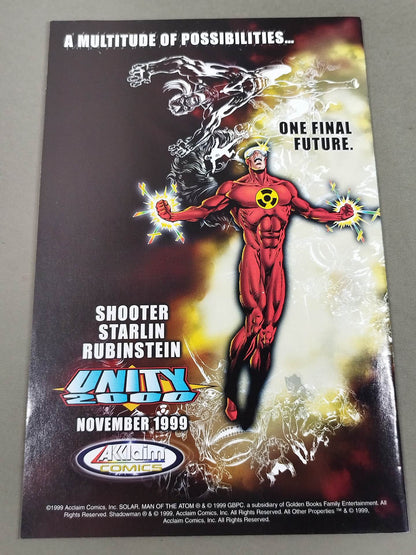 A MULTITUDE OF POSSIBILITIES...
ONE FINAL
FUTURE.
SHOOTER
STARLIN
RUBINSTEIN
UNITY
2000
NOVEMBER 1999
Acclaim
COMICS
©1999 Acclaim Comics, Inc. SOLAR, MAN OF THE ATOM ® & © 1999 GBPC, a subsidiary of Golden Books Family Entertainment. All
Rights Reserved. Shadowman ® & © 1999, Acclaim Comics, Inc. All Rights Reserved. All Other Properties ™ & © 1999,
Acclaim Comics, Inc. All Rights Reserved.